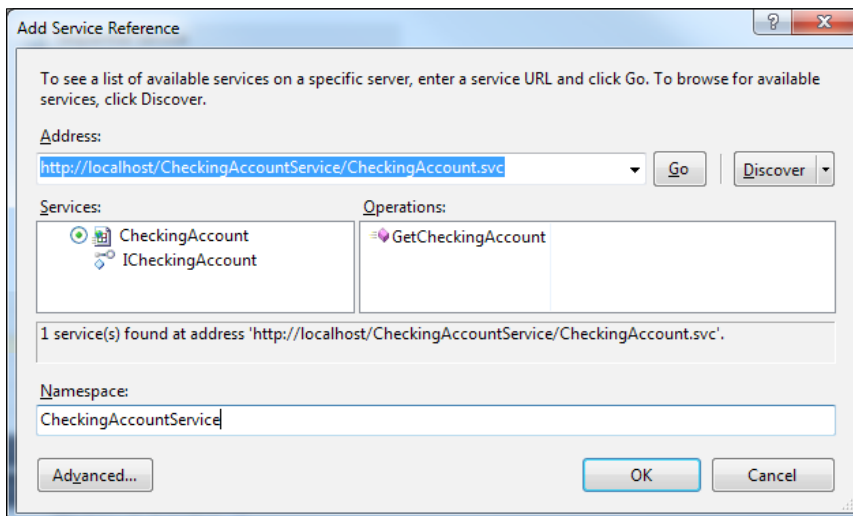 Add Service Reference
To see a list of available services on a specific server, enter a service URL and click Go. To browse for available
services, click Discover.
Address:
http://localhost/CheckingAccountService/CheckingAccount.svc
Go
Discover
Services:
Operations:
CheckingAccount
ICheckingAccount
GetCheckingAccount
1 service(s) found at address 'http://localhost/CheckingAccountService/CheckingAccount.svc'.
Namespace:
CheckingAccountService
Advanced...
OK
Cancel